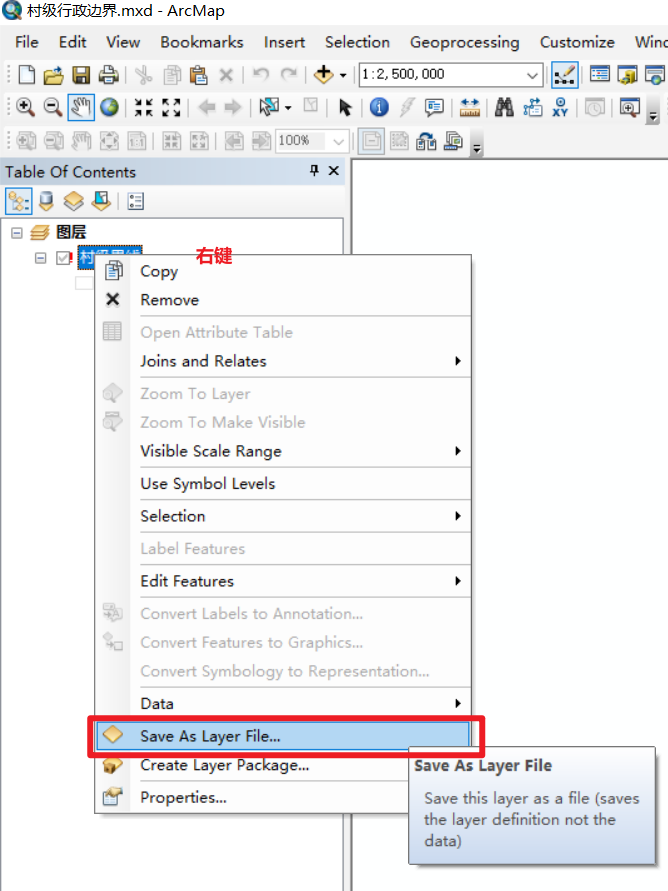 村级行政边界.mxd - ArcMap
File Edit View Bookmarks Insert Selection Geoprocessing Customize
1:2,500,000
100%
Table Of Contents
图层
右键
Copy
Remove
Open Attribute Table
Joins and Relates
Zoom To Layer
Zoom To Make Visible
Visible Scale Range
Use Symbol Levels
Selection
Label Features
Edit Features
Convert Labels to Annotation...
Convert Features to Graphics...
Convert Symbology to Representation...
Data
Save As Layer File...
Create Layer Package...
Properties...
Save As Layer File
Save this layer as a file (saves
the layer definition not the
data)